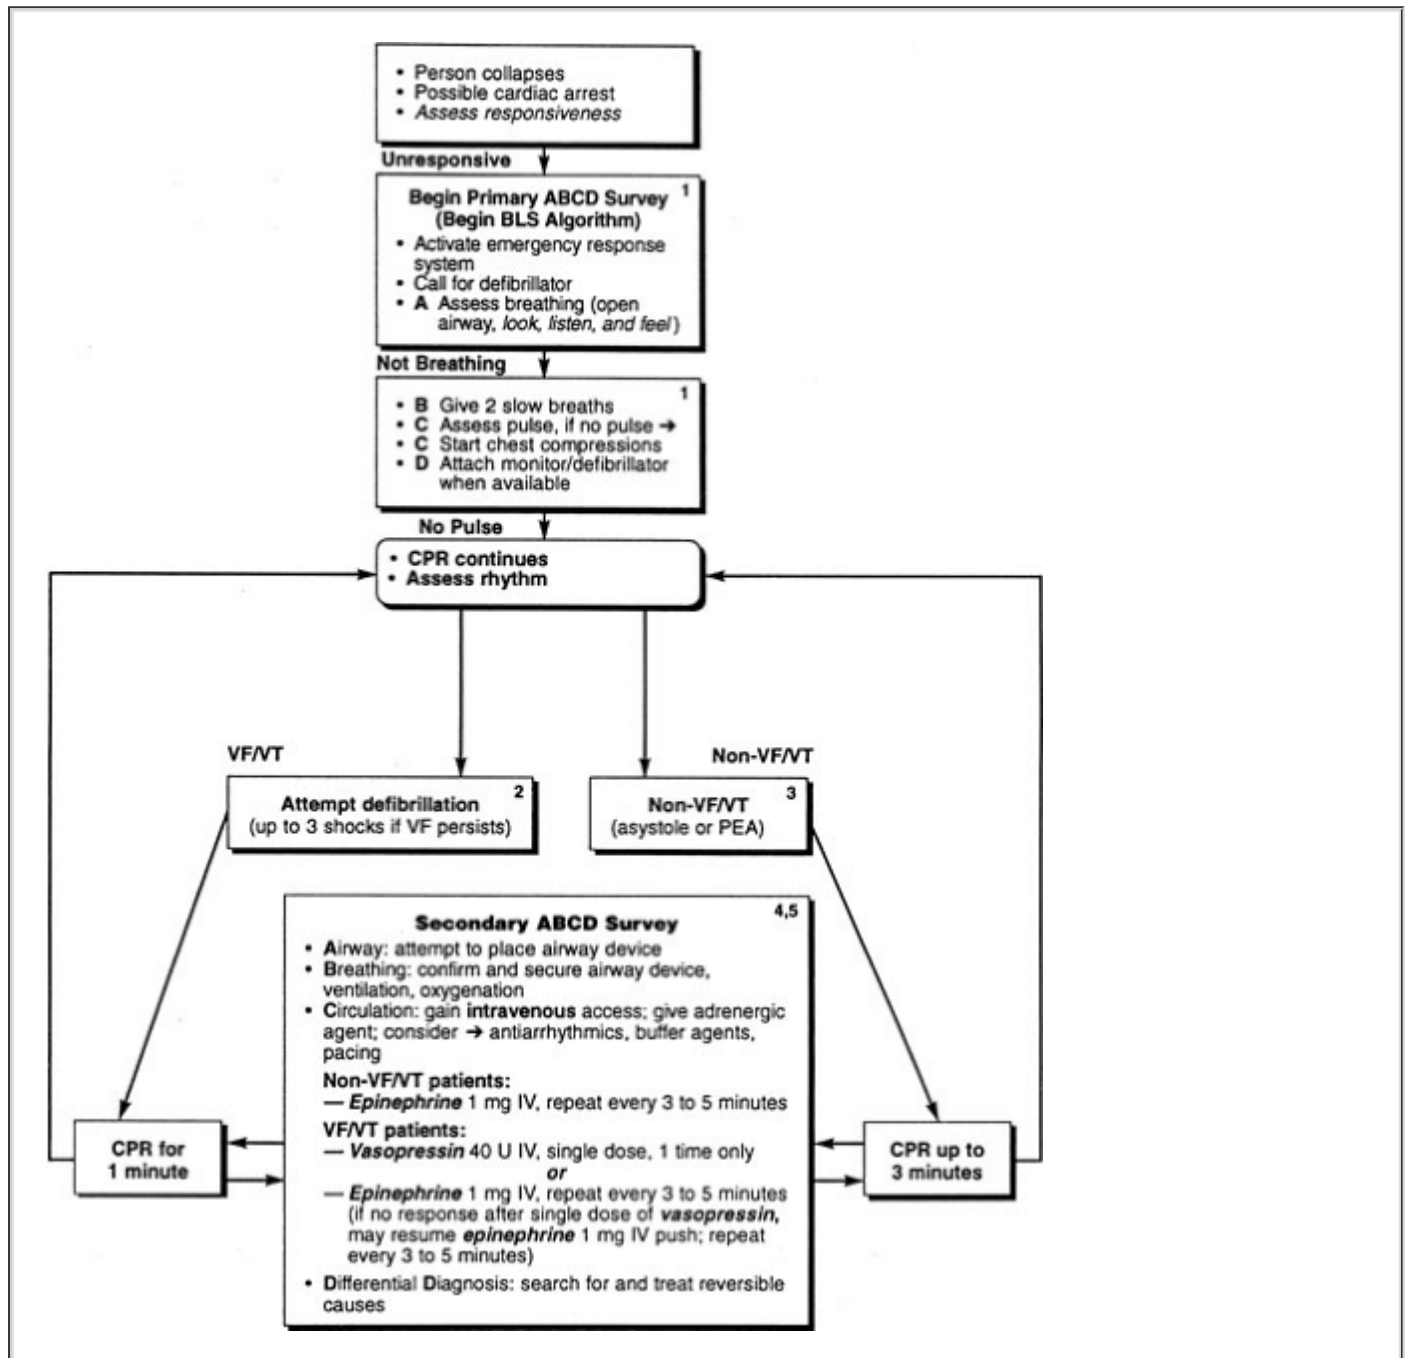 • Person collapses
• Possible cardiac arrest
• Assess responsiveness
Unresponsive
1
Begin Primary ABCD Survey
(Begin BLS Algorithm)
• Activate emergency response
system
• Call for defibrillator
• A Assess breathing (open
airway, look, listen, and feel)
Not Breathing
1
• B Give 2 slow breaths
• C Assess pulse, if no pulse ➔
• C Start chest compressions
• D Attach monitor/defibrillator
when available
No Pulse
• CPR continues
• Assess rhythm
VF/VT
2
Attempt defibrillation
(up to 3 shocks if VF persists)
Non-VF/VT
3
Non-VF/VT
(asystole or PEA)
4,5
Secondary ABCD Survey
• Airway: attempt to place airway device
• Breathing: confirm and secure airway device,
ventilation, oxygenation
• Circulation: gain intravenous access; give adrenergic
agent; consider ➔ antiarrhythmics, buffer agents,
pacing
Non-VF/VT patients:
— Epinephrine 1 mg IV, repeat every 3 to 5 minutes
VF/VT patients:
— Vasopressin 40 U IV, single dose, 1 time only
or
— Epinephrine 1 mg IV, repeat every 3 to 5 minutes
(if no response after single dose of vasopressin,
may resume epinephrine 1 mg IV push; repeat
every 3 to 5 minutes)
• Differential Diagnosis: search for and treat reversible
causes
CPR for
1 minute
CPR up to
3 minutes